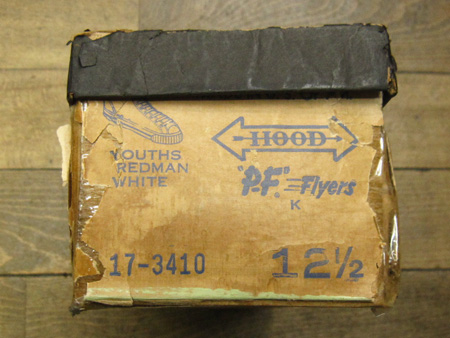 YOUTHS
REDMAN
WHITE
HOOD
"P.F." Flyers
K
17-3410
12½